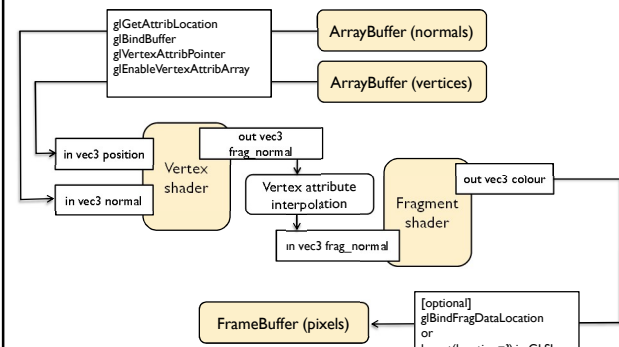 glGetAttribLocation
glBindBuffer
glVertexAttribPointer
glEnableVertexAttribArray
ArrayBuffer (normals)
ArrayBuffer (vertices)
in vec3 position
in vec3 normal
Vertex
shader
out vec3
frag_normal
Vertex attribute
interpolation
in vec3 frag_normal
Fragment
shader
out vec3 colour
FrameBuffer (pixels)
[optional]
glBindFragDataLocation
or